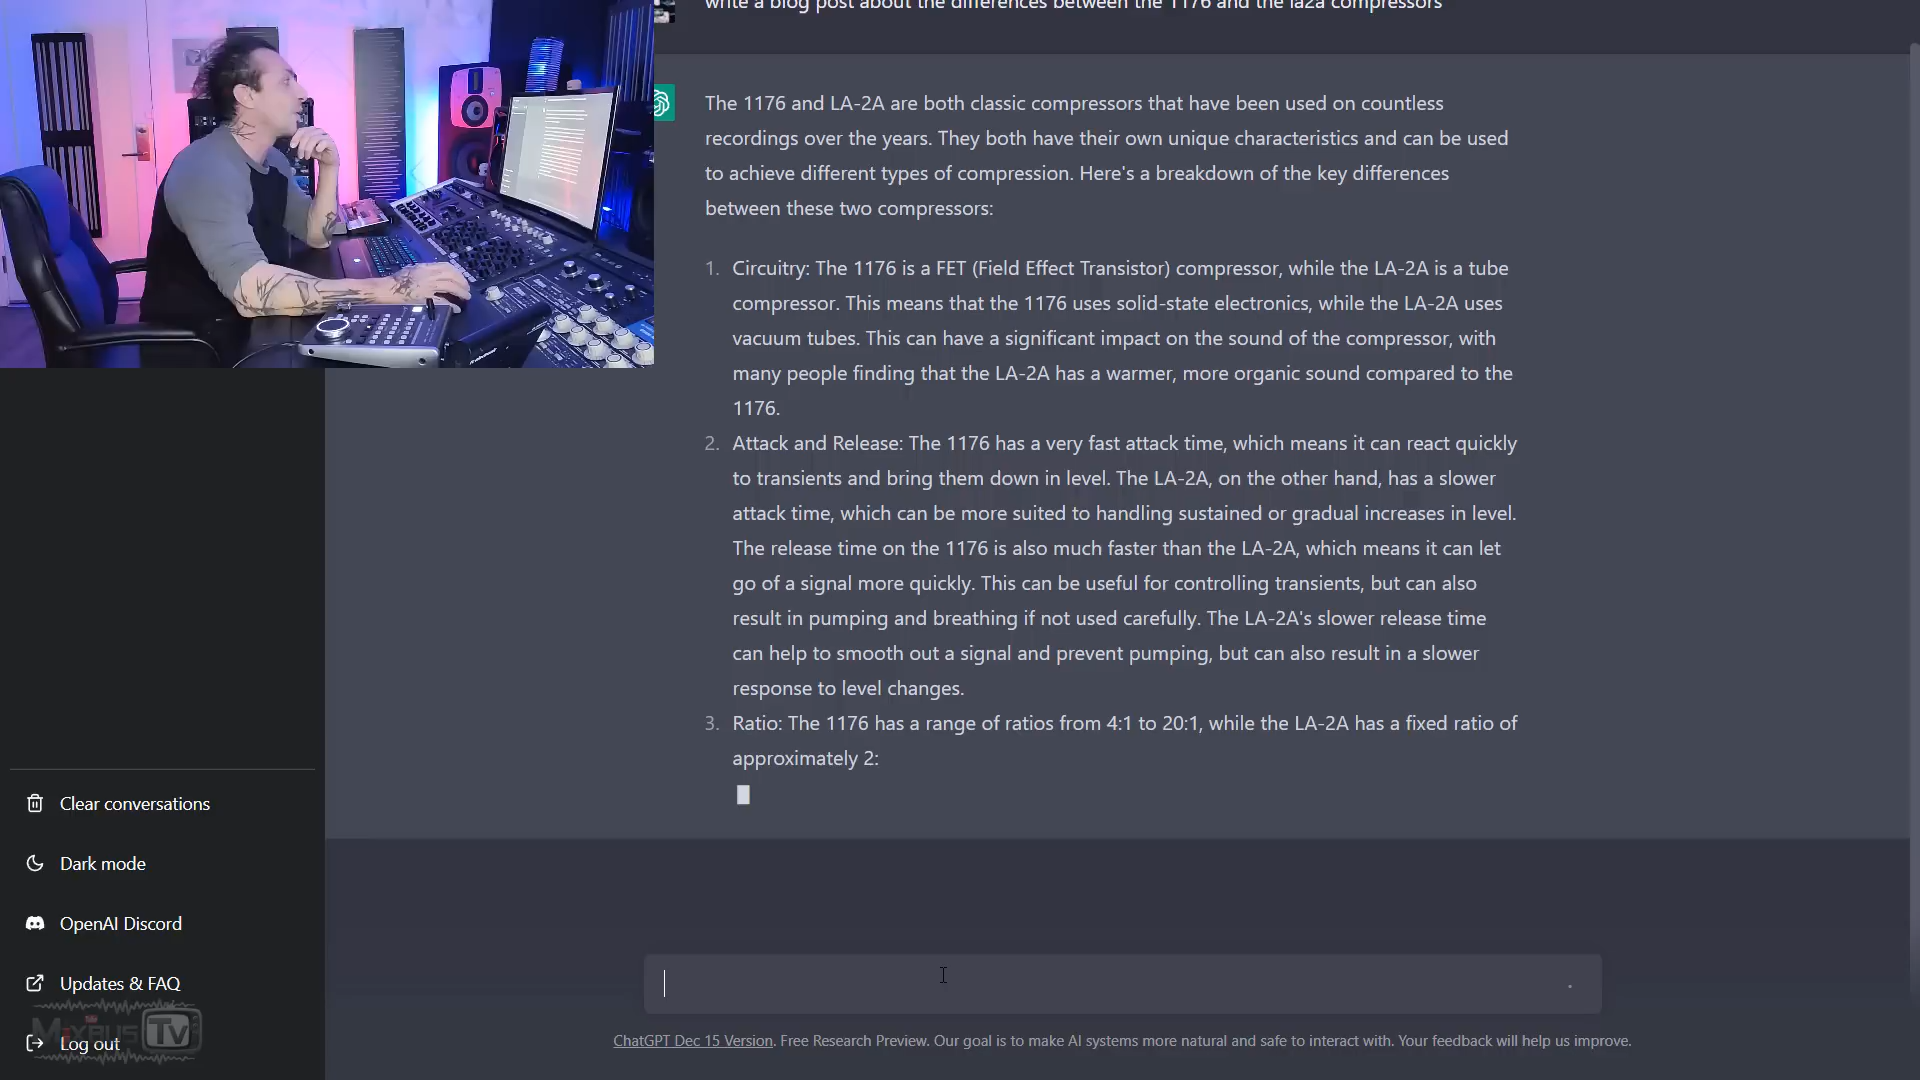 write a blog post about the differences between the 1176 and the la2a compressors
The 1176 and LA-2A are both classic compressors that have been used on countless
recordings over the years. They both have their own unique characteristics and can be used
to achieve different types of compression. Here's a breakdown of the key differences
between these two compressors:
1. Circuitry: The 1176 is a FET (Field Effect Transistor) compressor, while the LA-2A is a tube
compressor. This means that the 1176 uses solid-state electronics, while the LA-2A uses
vacuum tubes. This can have a significant impact on the sound of the compressor, with
many people finding that the LA-2A has a warmer, more organic sound compared to the
1176.
2. Attack and Release: The 1176 has a very fast attack time, which means it can react quickly
to transients and bring them down in level. The LA-2A, on the other hand, has a slower
attack time, which can be more suited to handling sustained or gradual increases in level.
The release time on the 1176 is also much faster than the LA-2A, which means it can let
go of a signal more quickly. This can be useful for controlling transients, but can also
result in pumping and breathing if not used carefully. The LA-2A's slower release time
can help to smooth out a signal and prevent pumping, but can also result in a slower
response to level changes.
3. Ratio: The 1176 has a range of ratios from 4:1 to 20:1, while the LA-2A has a fixed ratio of
approximately 2:
Clear conversations
Dark mode
OpenAI Discord
Updates & FAQ
Log out
MixBus Tv
ChatGPT Dec 15 Version. Free Research Preview. Our goal is to make AI systems more natural and safe to interact with. Your feedback will help us improve.